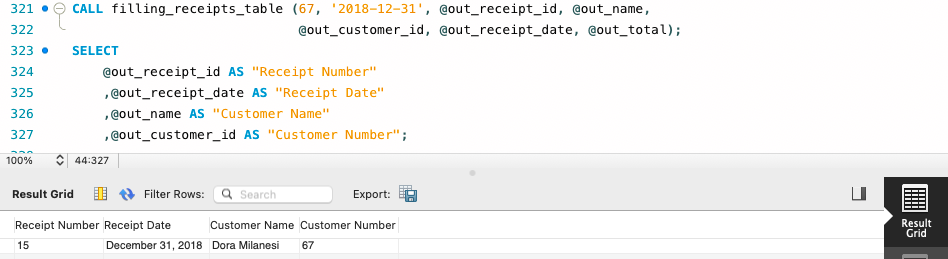 321 CALL filling_receipts_table (67, '2018-12-31', @out_receipt_id, @out_name,
322 @out_customer_id, @out_receipt_date, @out_total);
323 SELECT
324 @out_receipt_id AS "Receipt Number"
325 ,@out_receipt_date AS "Receipt Date"
326 ,@out_name AS "Customer Name"
327 ,@out_customer_id AS "Customer Number";
100% 44:327
Result Grid Filter Rows: Search Export:
Result Grid
Receipt Number Receipt Date Customer Name Customer Number
15 December 31, 2018 Dora Milanesi 67